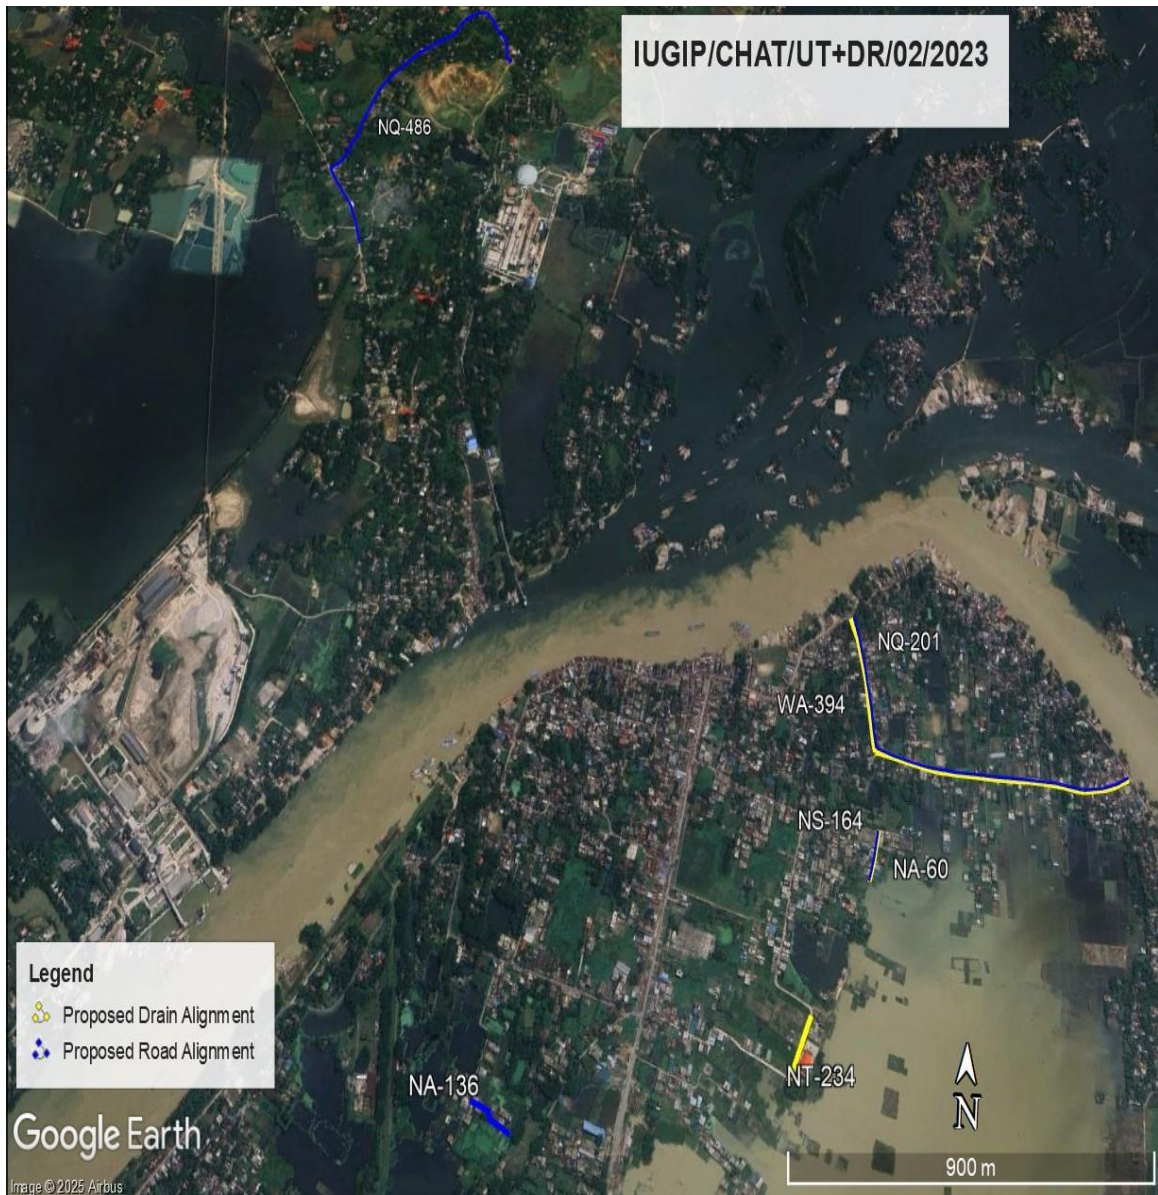 IUGIP/CHAT/UT+DR/02/2023
NQ-486
NQ-201
WA-394
NS-164
NA-60
Legend
Proposed Drain Alignment
Proposed Road Alignment
NT-234
NA-136
N
Google Earth
900 m
Image © 2025 Airbus